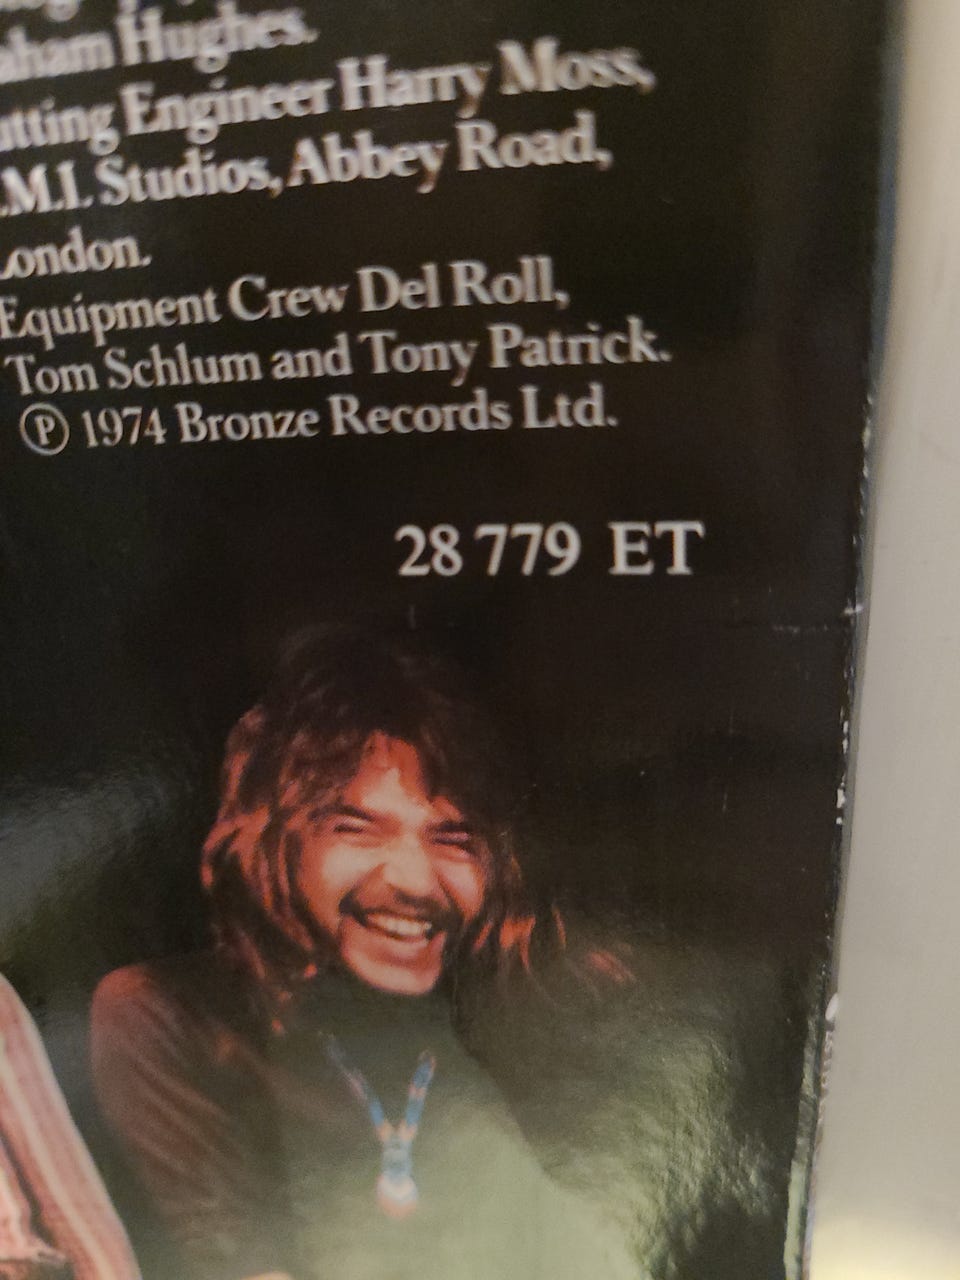 aham Hughes.
utting Engineer Harry Moss,
.M.I. Studios, Abbey Road,
London.
Equipment Crew Del Roll,
Tom Schlum and Tony Patrick.
Ⓟ 1974 Bronze Records Ltd.
28 779 ET